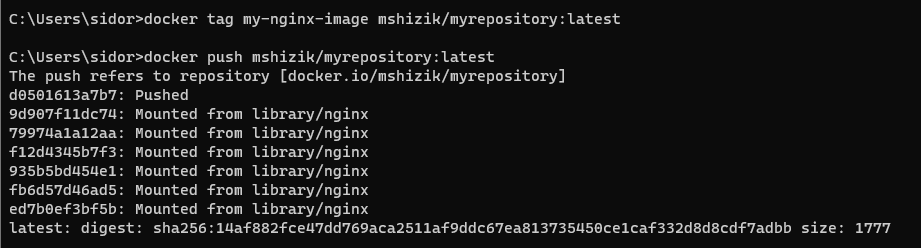 C:\Users\sidor>docker tag my-nginx-image mshizik/myrepository:latest
C:\Users\sidor>docker push mshizik/myrepository:latest
The push refers to repository [docker.io/mshizik/myrepository]
d0501613a7b7: Pushed
9d907f11dc74: Mounted from library/nginx
79974a1a12aa: Mounted from library/nginx
f12d4345b7f3: Mounted from library/nginx
935b5bd454e1: Mounted from library/nginx
fb6d57d46ad5: Mounted from library/nginx
ed7b0ef3bf5b: Mounted from library/nginx
latest: digest: sha256:14af882fce47dd769aca2511af9ddc67ea813735450ce1caf332d8d8cdf7adbb size: 1777